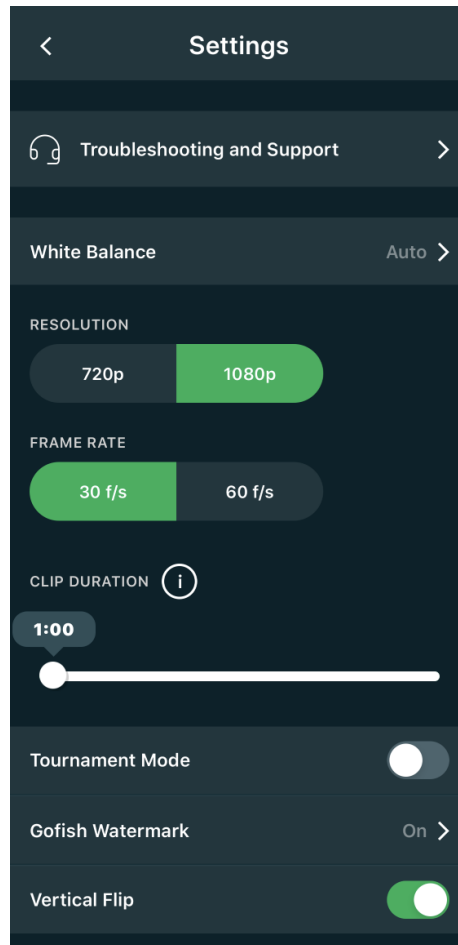 Settings
Troubleshooting and Support
White Balance Auto
RESOLUTION
720p 1080p
FRAME RATE
30 f/s 60 f/s
CLIP DURATION i
1:00
Tournament Mode
Gofish Watermark On
Vertical Flip